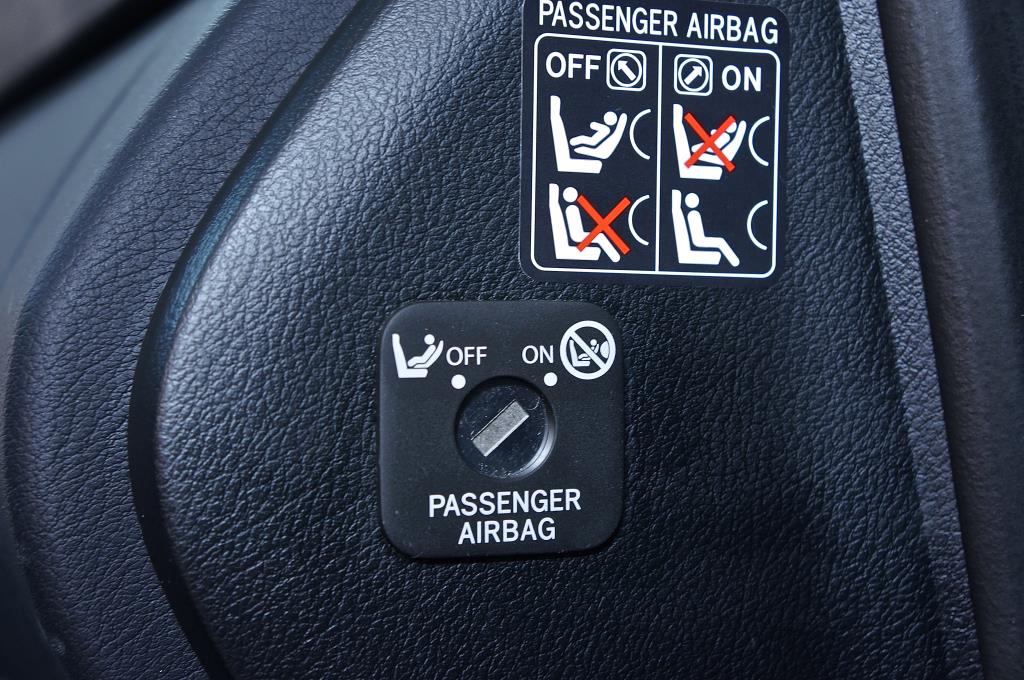 PASSENGER AIRBAG
OFF ON
OFF ON
PASSENGER
AIRBAG